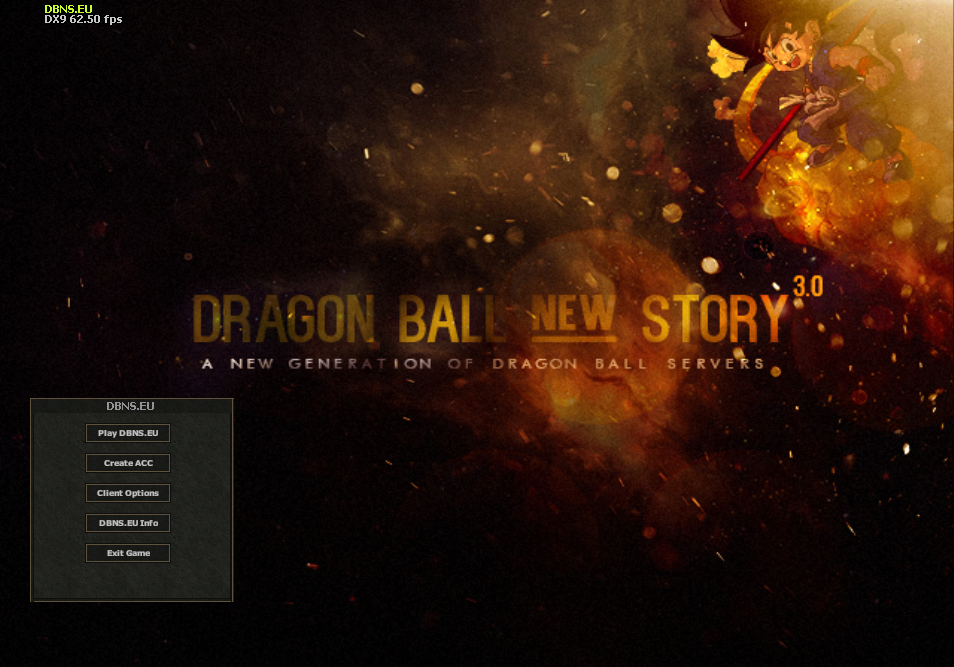 DBNS.EU
DX9 62.50 fps
DRAGON BALL NEW STORY 3.0
A NEW GENERATION OF DRAGON BALL SERVERS
DBNS.EU
Play DBNS.EU
Create ACC
Client Options
DBNS.EU Info
Exit Game